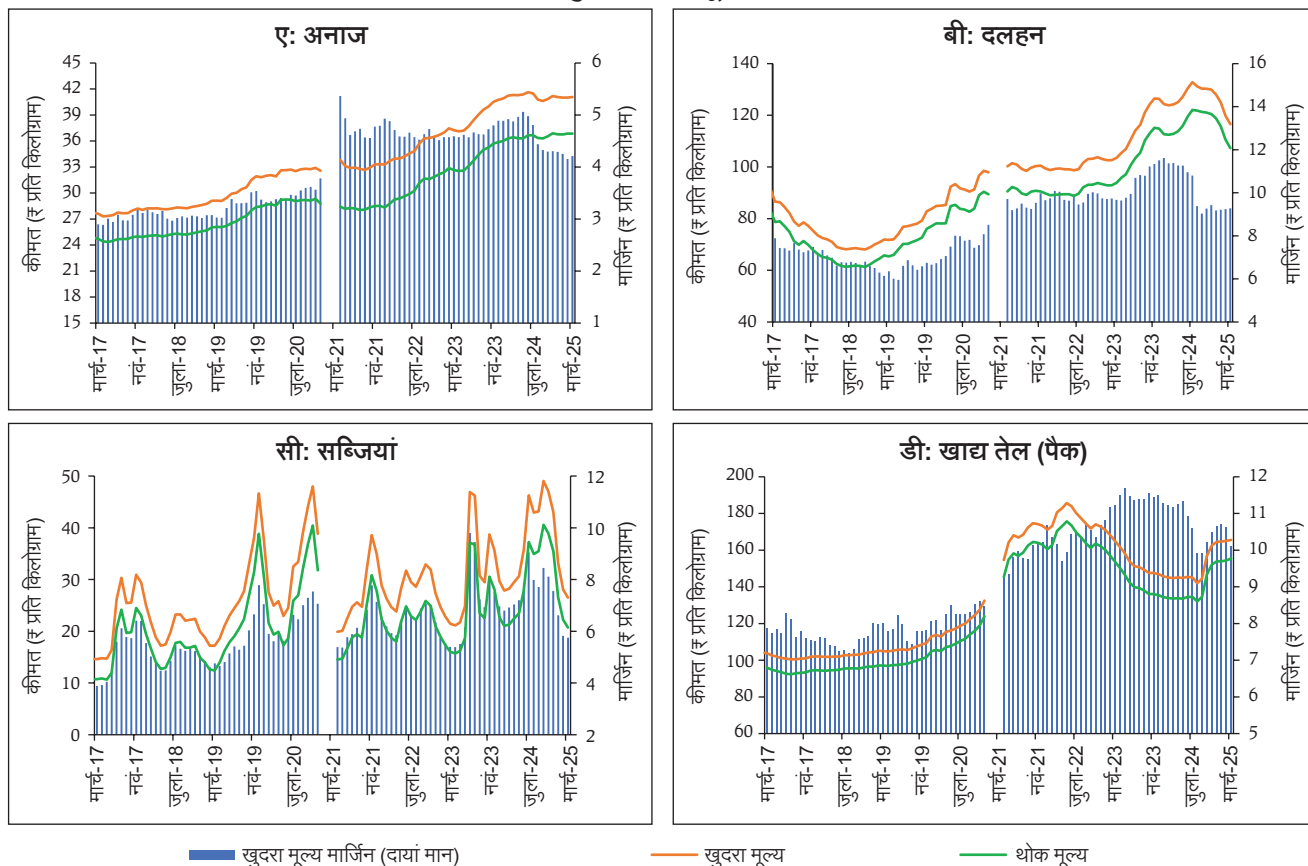 ए: अनाज
कीमत (₹ प्रति किलोग्राम)
45
42
39
36
33
30
27
24
21
18
15
6
5
4
3
2
1
मार्जिन (₹ प्रति किलोग्राम)
मार्च-17
नवं-17
जुला-18
मार्च-19
नवं-19
जुला-20
मार्च-21
नवं-21
जुला-22
मार्च-23
नवं-23
जुला-24
मार्च-25
बी: दलहन
कीमत (₹ प्रति किलोग्राम)
140
120
100
80
60
40
16
14
12
10
8
6
4
मार्जिन (₹ प्रति किलोग्राम)
मार्च-17
नवं-17
जुला-18
मार्च-19
नवं-19
जुला-20
मार्च-21
नवं-21
जुला-22
मार्च-23
नवं-23
जुला-24
मार्च-25
सी: सब्जियां
कीमत (₹ प्रति किलोग्राम)
50
40
30
20
10
0
12
10
8
6
4
2
मार्जिन (₹ प्रति किलोग्राम)
मार्च-17
नवं-17
जुला-18
मार्च-19
नवं-19
जुला-20
मार्च-21
नवं-21
जुला-22
मार्च-23
नवं-23
जुला-24
मार्च-25
डी: खाद्य तेल (पैक)
कीमत (₹ प्रति किलोग्राम)
200
180
160
140
120
100
80
60
12
11
10
9
8
7
6
5
मार्जिन (₹ प्रति किलोग्राम)
मार्च-17
नवं-17
जुला-18
मार्च-19
नवं-19
जुला-20
मार्च-21
नवं-21
जुला-22
मार्च-23
नवं-23
जुला-24
मार्च-25
खुदरा मूल्य मार्जिन (दायां मान)
खुदरा मूल्य
थोक मूल्य